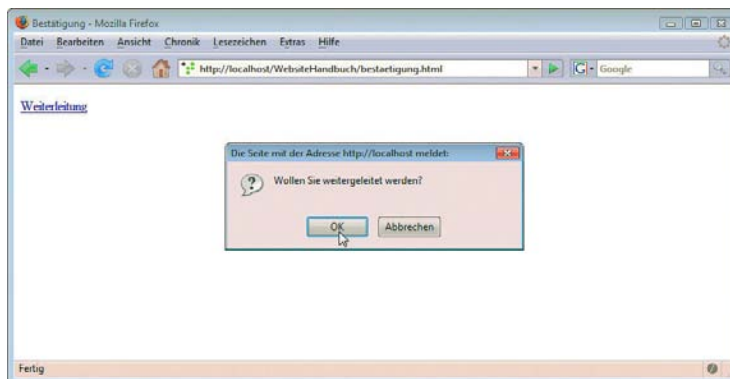 Bestätigung - Mozilla Firefox
Datei Bearbeiten Ansicht Chronik Lesezeichen Extras Hilfe
http://localhost/WebsiteHandbuch/bestaetigung.html
G Google
Weiterleitung
Die Seite mit der Adresse http://localhost meldet:
Wollen Sie weitergeleitet werden?
OK Abbrechen
Fertig